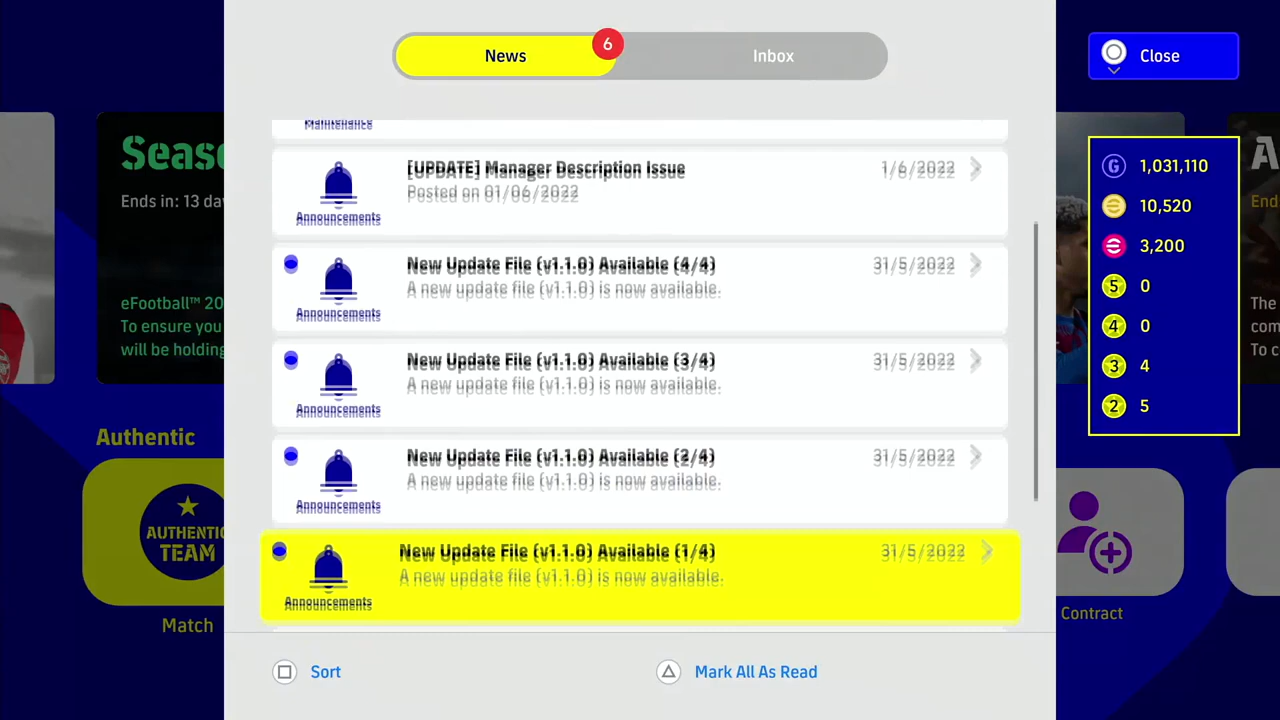 News
6
Inbox
Close
Seas
Ends in: 13 da
eFootball™ 20
To ensure you
will be holding
Authentic
AUTHENTIC
TEAM
Match
Maintenance
[UPDATE] Manager Description Issue
1/6/2022
Posted on 01/06/2022
Announcements
New Update File (v1.1.0) Available (4/4)
31/5/2022
A new update file (v1.1.0) is now available.
Announcements
New Update File (v1.1.0) Available (3/4)
31/5/2022
A new update file (v1.1.0) is now available.
Announcements
New Update File (v1.1.0) Available (2/4)
31/5/2022
A new update file (v1.1.0) is now available.
Announcements
New Update File (v1.1.0) Available (1/4)
31/5/2022
A new update file (v1.1.0) is now available.
Announcements
Sort
Mark All As Read
G 1,031,110
10,520
3,200
5 0
4 0
3 4
2 5
A
End
The
com
To c
Contract